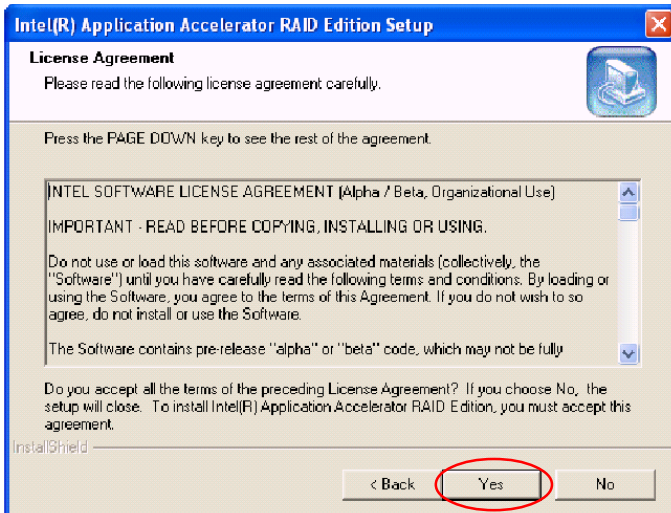 Intel(R) Application Accelerator RAID Edition Setup
License Agreement
Please read the following license agreement carefully.
Press the PAGE DOWN key to see the rest of the agreement.
INTEL SOFTWARE LICENSE AGREEMENT (Alpha / Beta, Organizational Use)
IMPORTANT - READ BEFORE COPYING, INSTALLING OR USING.
Do not use or load this software and any associated materials (collectively, the
"Software") until you have carefully read the following terms and conditions. By loading or
using the Software, you agree to the terms of this Agreement. If you do not wish to so
agree, do not install or use the Software.
The Software contains pre-release "alpha" or "beta" code, which may not be fully
Do you accept all the terms of the preceding License Agreement? If you choose No, the
setup will close. To install Intel(R) Application Accelerator RAID Edition, you must accept this
agreement.
InstallShield
< Back
Yes
No